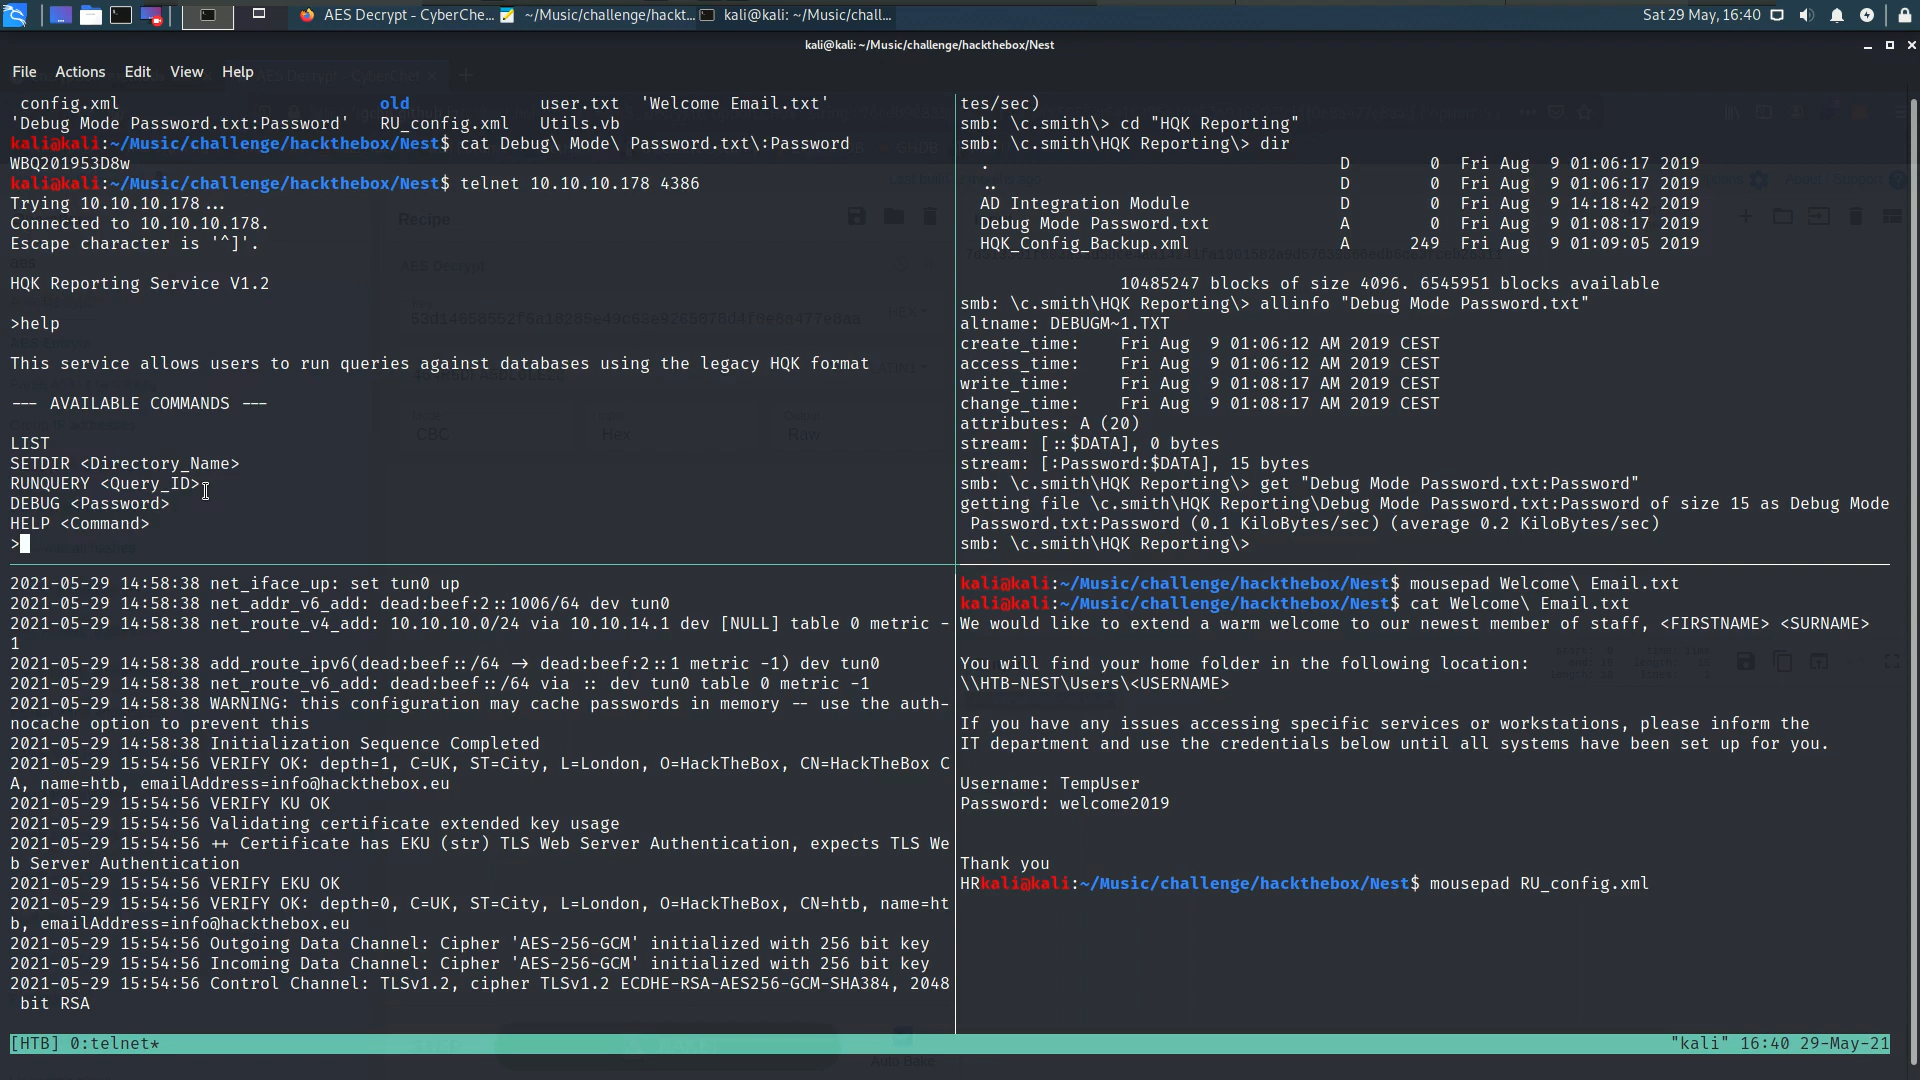 AES Decrypt - CyberChe...
~/Music/challenge/hackt...
kali@kali: ~/Music/chall...
Sat 29 May, 16:40
kali@kali: ~/Music/challenge/hackthebox/Nest
File Actions Edit View Help
config.xml old user.txt 'Welcome Email.txt'
'Debug Mode Password.txt:Password' RU_config.xml Utils.vb
kali@kali:~/Music/challenge/hackthebox/Nest$ cat Debug\ Mode\ Password.txt\:Password
WBQ201953D8w
kali@kali:~/Music/challenge/hackthebox/Nest$ telnet 10.10.10.178 4386
Trying 10.10.10.178...
Connected to 10.10.10.178.
Escape character is '^]'.
HQK Reporting Service V1.2
>help
This service allows users to run queries against databases using the legacy HQK format
--- AVAILABLE COMMANDS ---
LIST
SETDIR <Directory_Name>
RUNQUERY <Query_ID>
DEBUG <Password>
HELP <Command>
>
tes/sec)
smb: \c.smith\> cd "HQK Reporting"
smb: \c.smith\HQK Reporting\> dir
. D 0 Fri Aug 9 01:06:17 2019
.. D 0 Fri Aug 9 01:06:17 2019
AD Integration Module D 0 Fri Aug 9 14:18:42 2019
Debug Mode Password.txt A 0 Fri Aug 9 01:08:17 2019
HQK_Config_Backup.xml A 249 Fri Aug 9 01:09:05 2019
10485247 blocks of size 4096. 6545951 blocks available
smb: \c.smith\HQK Reporting\> allinfo "Debug Mode Password.txt"
altname: DEBUGM~1.TXT
create_time: Fri Aug 9 01:06:12 AM 2019 CEST
access_time: Fri Aug 9 01:06:12 AM 2019 CEST
write_time: Fri Aug 9 01:08:17 AM 2019 CEST
change_time: Fri Aug 9 01:08:17 AM 2019 CEST
attributes: A (20)
stream: [::$DATA], 0 bytes
stream: [:Password:$DATA], 15 bytes
smb: \c.smith\HQK Reporting\> get "Debug Mode Password.txt:Password"
getting file \c.smith\HQK Reporting\Debug Mode Password.txt:Password of size 15 as Debug Mode
Password.txt:Password (0.1 KiloBytes/sec) (average 0.2 KiloBytes/sec)
smb: \c.smith\HQK Reporting\>
2021-05-29 14:58:38 net_iface_up: set tun0 up
2021-05-29 14:58:38 net_addr_v6_add: dead:beef:2::1006/64 dev tun0
2021-05-29 14:58:38 net_route_v4_add: 10.10.10.0/24 via 10.10.14.1 dev [NULL] table 0 metric -
1
2021-05-29 14:58:38 add_route_ipv6(dead:beef::/64 -> dead:beef:2::1 metric -1) dev tun0
2021-05-29 14:58:38 net_route_v6_add: dead:beef::/64 via :: dev tun0 table 0 metric -1
2021-05-29 14:58:38 WARNING: this configuration may cache passwords in memory -- use the auth-
nocache option to prevent this
2021-05-29 14:58:38 Initialization Sequence Completed
2021-05-29 15:54:56 VERIFY OK: depth=1, C=UK, ST=City, L=London, O=HackTheBox, CN=HackTheBox C
A, name=htb, emailAddress=info@hackthebox.eu
2021-05-29 15:54:56 VERIFY KU OK
2021-05-29 15:54:56 Validating certificate extended key usage
2021-05-29 15:54:56 ++ Certificate has EKU (str) TLS Web Server Authentication, expects TLS We
b Server Authentication
2021-05-29 15:54:56 VERIFY EKU OK
2021-05-29 15:54:56 VERIFY OK: depth=0, C=UK, ST=City, L=London, O=HackTheBox, CN=htb, name=ht
b, emailAddress=info@hackthebox.eu
2021-05-29 15:54:56 Outgoing Data Channel: Cipher 'AES-256-GCM' initialized with 256 bit key
2021-05-29 15:54:56 Incoming Data Channel: Cipher 'AES-256-GCM' initialized with 256 bit key
2021-05-29 15:54:56 Control Channel: TLSv1.2, cipher TLSv1.2 ECDHE-RSA-AES256-GCM-SHA384, 2048
bit RSA
kali@kali:~/Music/challenge/hackthebox/Nest$ mousepad Welcome\ Email.txt
kali@kali:~/Music/challenge/hackthebox/Nest$ cat Welcome\ Email.txt
We would like to extend a warm welcome to our newest member of staff, <FIRSTNAME> <SURNAME>
You will find your home folder in the following location:
\\HTB-NEST\Users\<USERNAME>
If you have any issues accessing specific services or workstations, please inform the
IT department and use the credentials below until all systems have been set up for you.
Username: TempUser
Password: welcome2019
Thank you
HRkali@kali:~/Music/challenge/hackthebox/Nest$ mousepad RU_config.xml
[HTB] 0:telnet*
"kali" 16:40 29-May-21